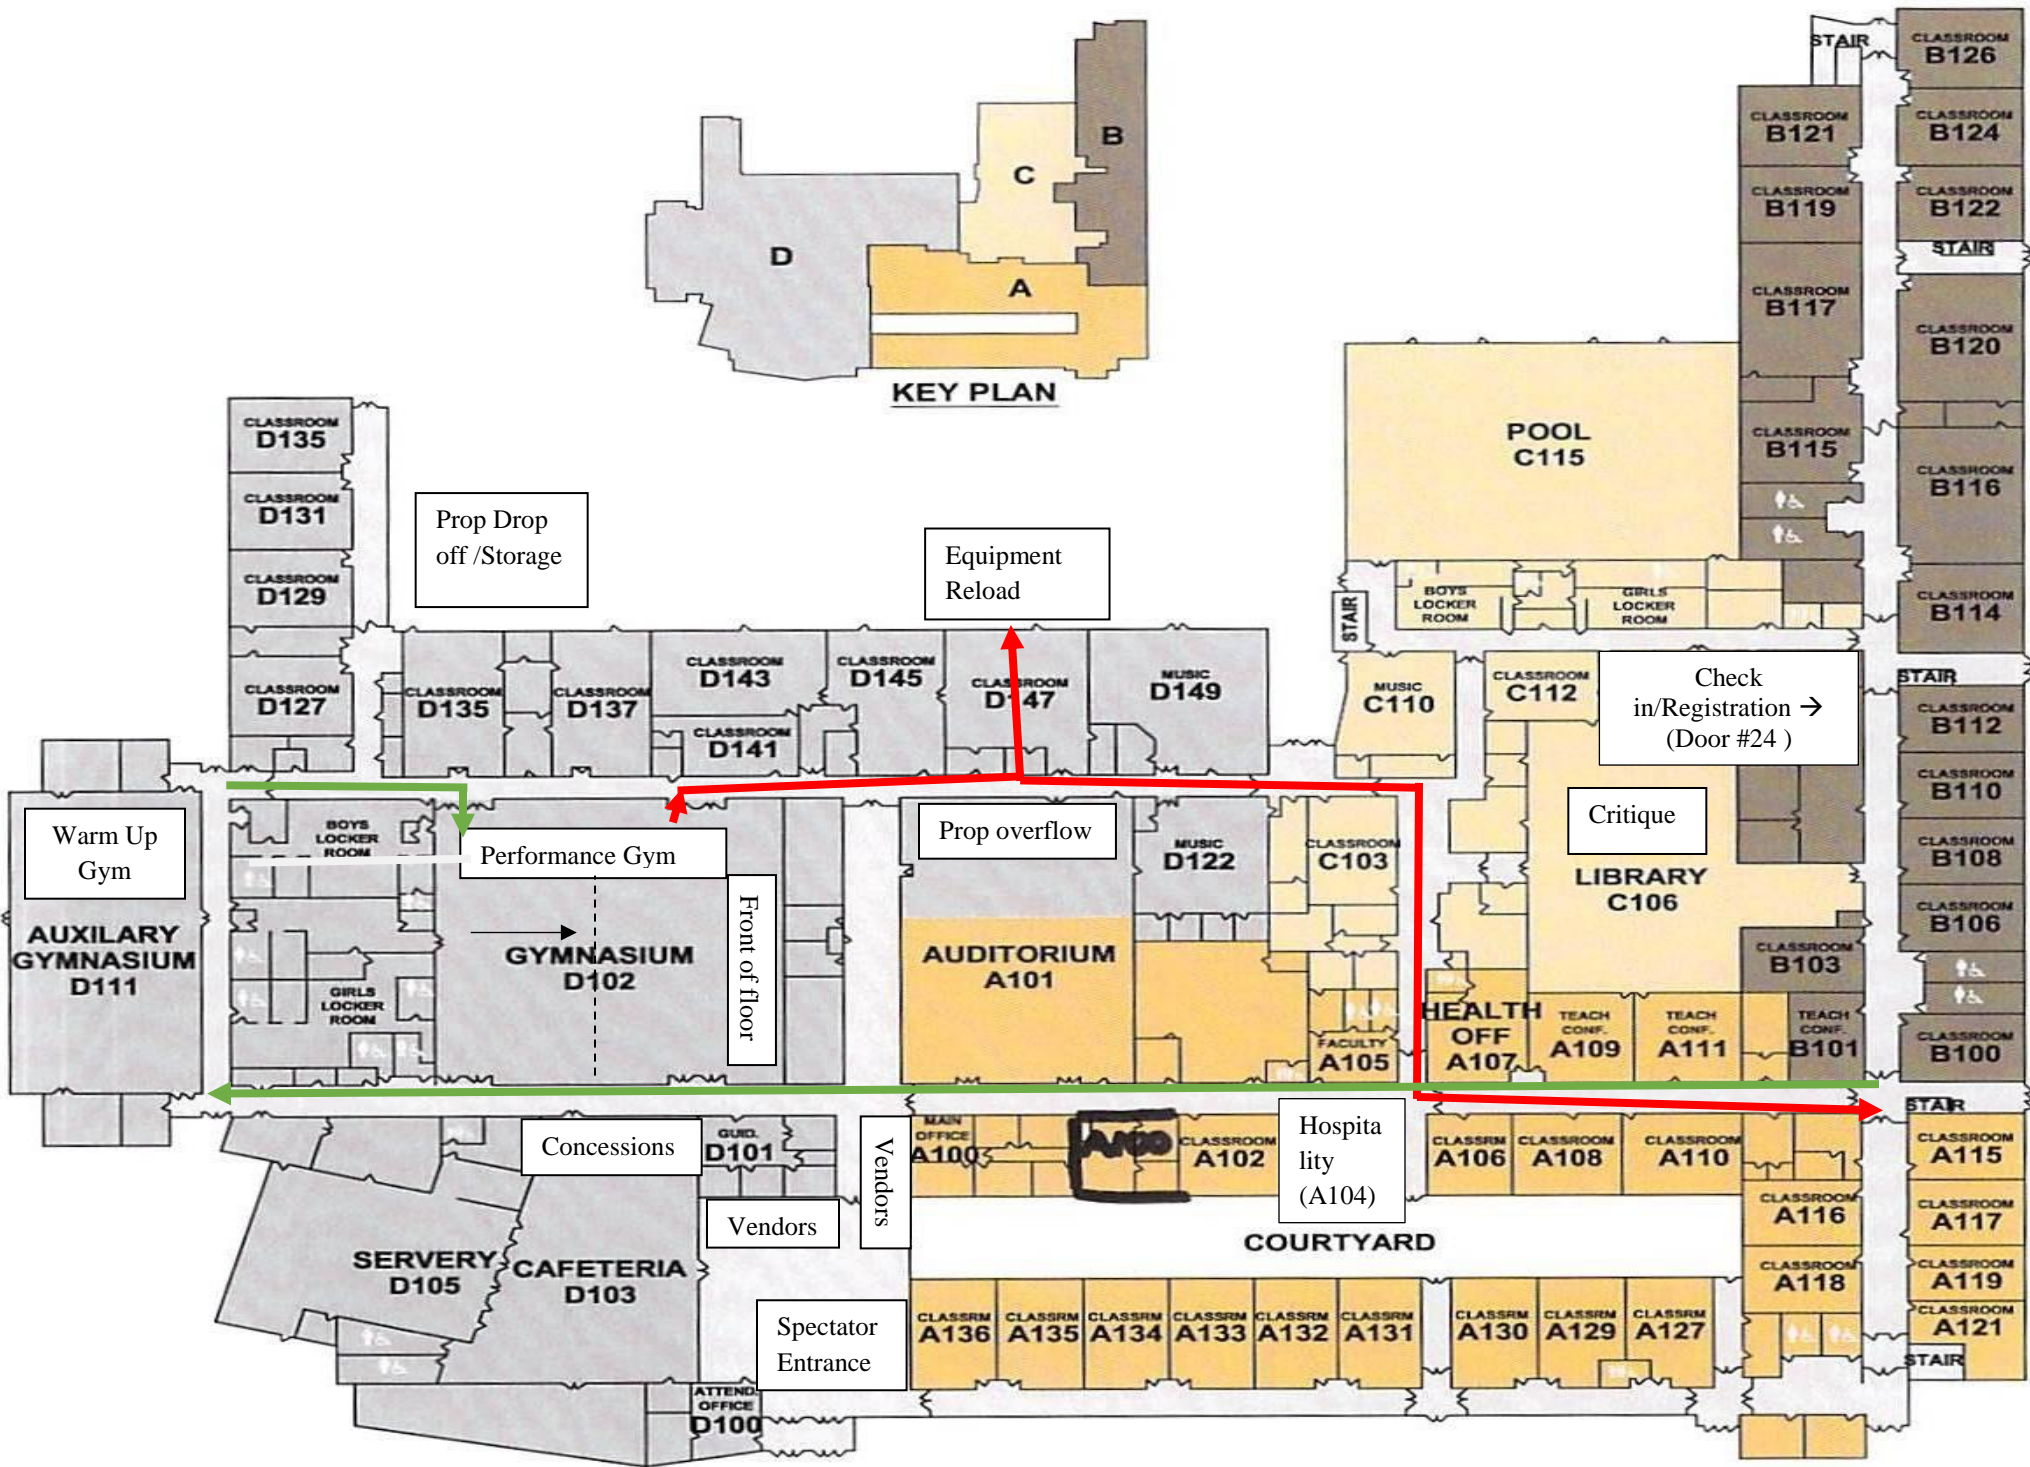 STAIR
CLASSROOM
B126
CLASSROOM
B121
CLASSROOM
B124
CLASSROOM
B119
CLASSROOM
B122
STAIR
CLASSROOM
B117
CLASSROOM
B120
CLASSROOM
B115
CLASSROOM
B116
CLASSROOM
B114
B
C
D
A
KEY PLAN
POOL
C115
BOYS
LOCKER
ROOM
GIRLS
LOCKER
ROOM
STAIR
CLASSROOM
D135
CLASSROOM
D131
CLASSROOM
D129
CLASSROOM
D127
Prop Drop
off /Storage
Equipment
Reload
CLASSROOM
D135
CLASSROOM
D137
CLASSROOM
D143
CLASSROOM
D141
CLASSROOM
D145
CLASSROOM
D147
MUSIC
D149
MUSIC
C110
CLASSROOM
C112
Check
in/Registration →
(Door #24 )
STAIR
CLASSROOM
B112
CLASSROOM
B110
CLASSROOM
B108
CLASSROOM
B106
Warm Up
Gym
AUXILARY
GYMNASIUM
D111
BOYS
LOCKER
ROOM
GIRLS
LOCKER
ROOM
Performance Gym
GYMNASIUM
D102
Front of floor
Prop overflow
AUDITORIUM
A101
MUSIC
D122
CLASSROOM
C103
FACULTY
A105
Critique
LIBRARY
C106
CLASSROOM
B103
HEALTH
OFF
A107
TEACH
CONF.
A109
TEACH
CONF.
A111
TEACH
CONF.
B101
CLASSROOM
B100
STAIR
Concessions
GUID.
D101
Vendors
Vendors
MAIN
OFFICE
A100
A100
CLASSROOM
A102
Hospita
lity
(A104)
CLASSRM
A106
CLASSROOM
A108
CLASSROOM
A110
CLASSROOM
A115
CLASSROOM
A116
CLASSROOM
A117
COURTYARD
SERVERY
D105
CAFETERIA
D103
CLASSROOM
A118
CLASSROOM
A119
CLASSROOM
A121
STAIR
Spectator
Entrance
CLASSRM
A136
CLASSRM
A135
CLASSRM
A134
CLASSRM
A133
CLASSRM
A132
CLASSRM
A131
CLASSRM
A130
CLASSRM
A129
CLASSRM
A127
ATTEND.
OFFICE
D100